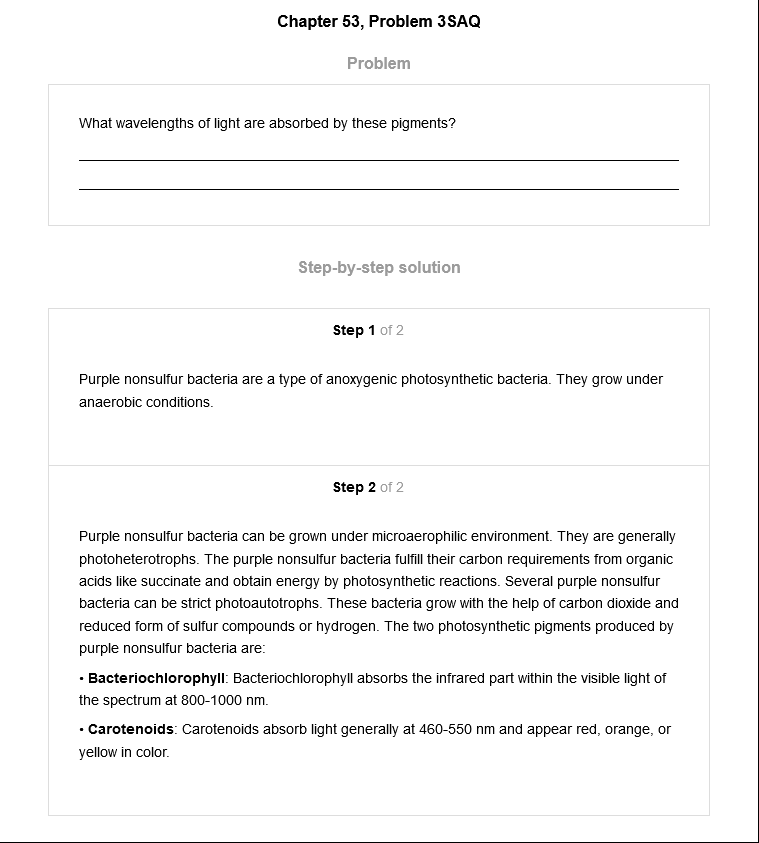 Chapter 53, Problem 3SAQ
Problem
What wavelengths of light are absorbed by these pigments?
Step-by-step solution
Step 1 of 2
Purple nonsulfur bacteria are a type of anoxygenic photosynthetic bacteria. They grow under
anaerobic conditions.
Step 2 of 2
Purple nonsulfur bacteria can be grown under microaerophilic environment. They are generally
photoheterotrophs. The purple nonsulfur bacteria fulfill their carbon requirements from organic
acids like succinate and obtain energy by photosynthetic reactions. Several purple nonsulfur
bacteria can be strict photoautotrophs. These bacteria grow with the help of carbon dioxide and
reduced form of sulfur compounds or hydrogen. The two photosynthetic pigments produced by
purple nonsulfur bacteria are:
• Bacteriochlorophyll: Bacteriochlorophyll absorbs the infrared part within the visible light of
the spectrum at 800-1000 nm.
• Carotenoids: Carotenoids absorb light generally at 460-550 nm and appear red, orange, or
yellow in color.